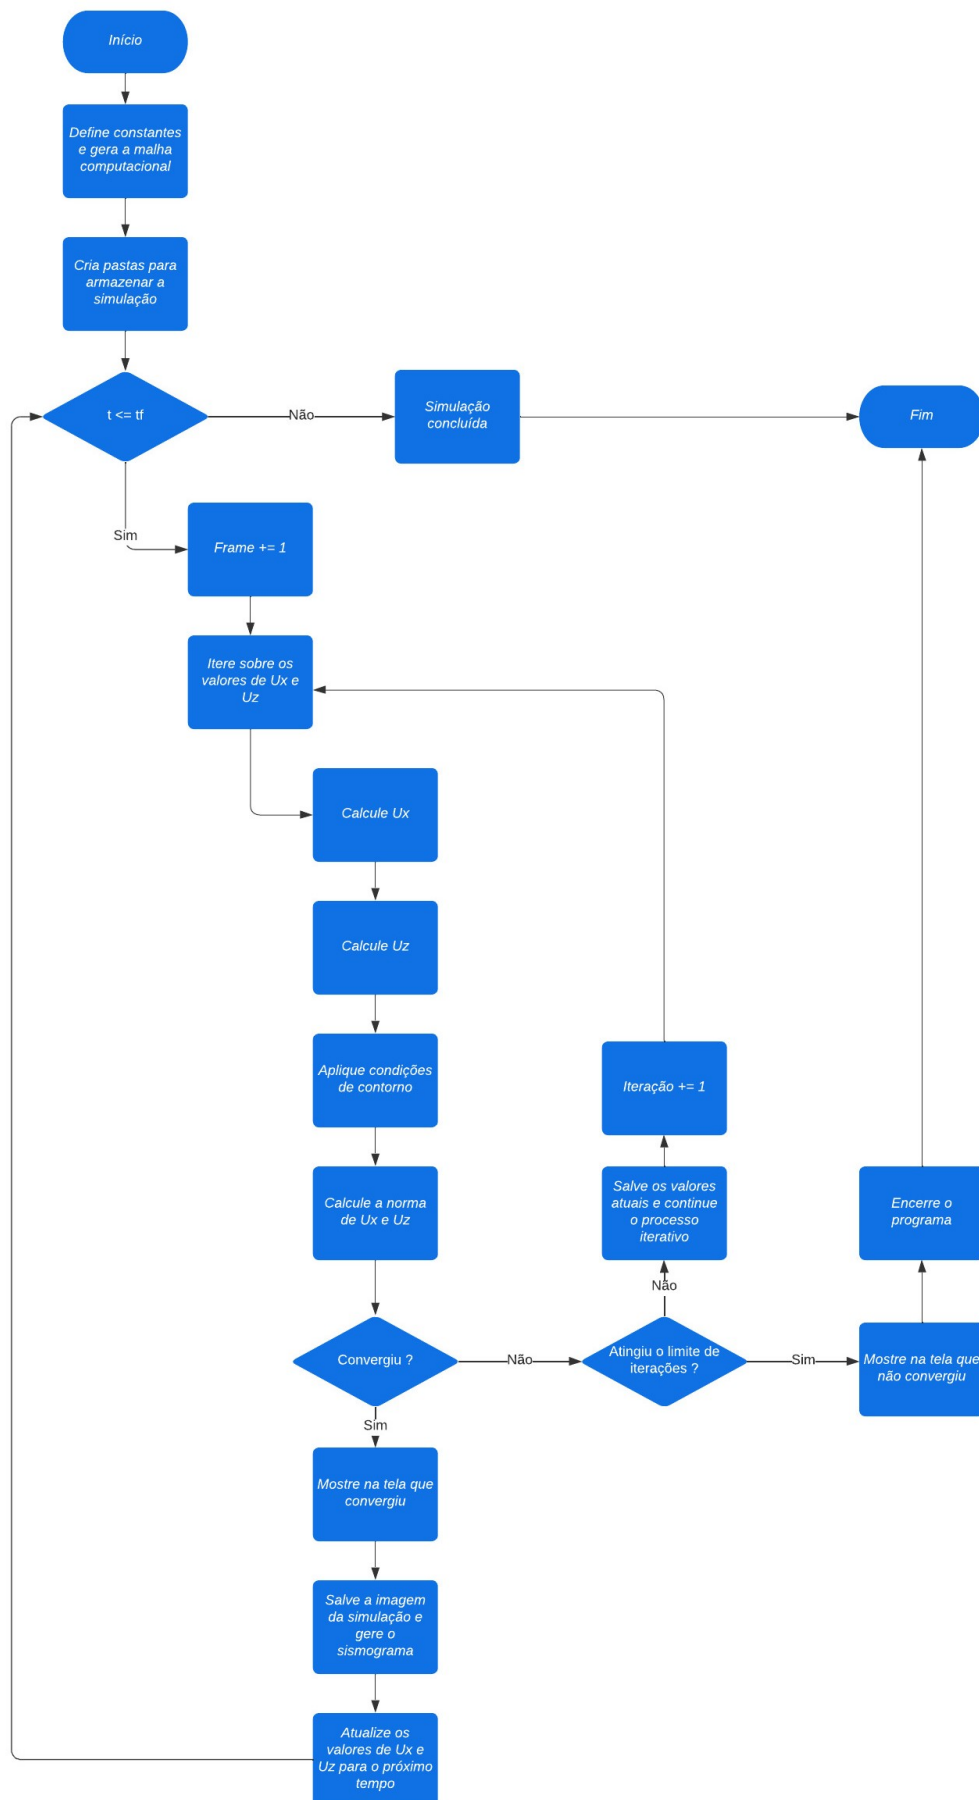 Início
Define constantes
e gera a malha
computacional
Cria pastas para
armazenar a
simulação
t <= tf
Não
Simulação
concluída
Fim
Sim
Frame += 1
Itere sobre os
valores de Ux e
Uz
Calcule Ux
Calcule Uz
Aplique condições
de contorno
Calcule a norma
de Ux e Uz
Convergiu ?
Não
Atingiu o limite de
iterações ?
Não
Salve os valores
atuais e continue
o processo
iterativo
Iteração += 1
Sim
Mostre na tela que
não convergiu
Encerre o
programa
Sim
Mostre na tela que
convergiu
Salve a imagem
da simulação e
gere o
sismograma
Atualize os
valores de Ux e
Uz para o próximo
tempo